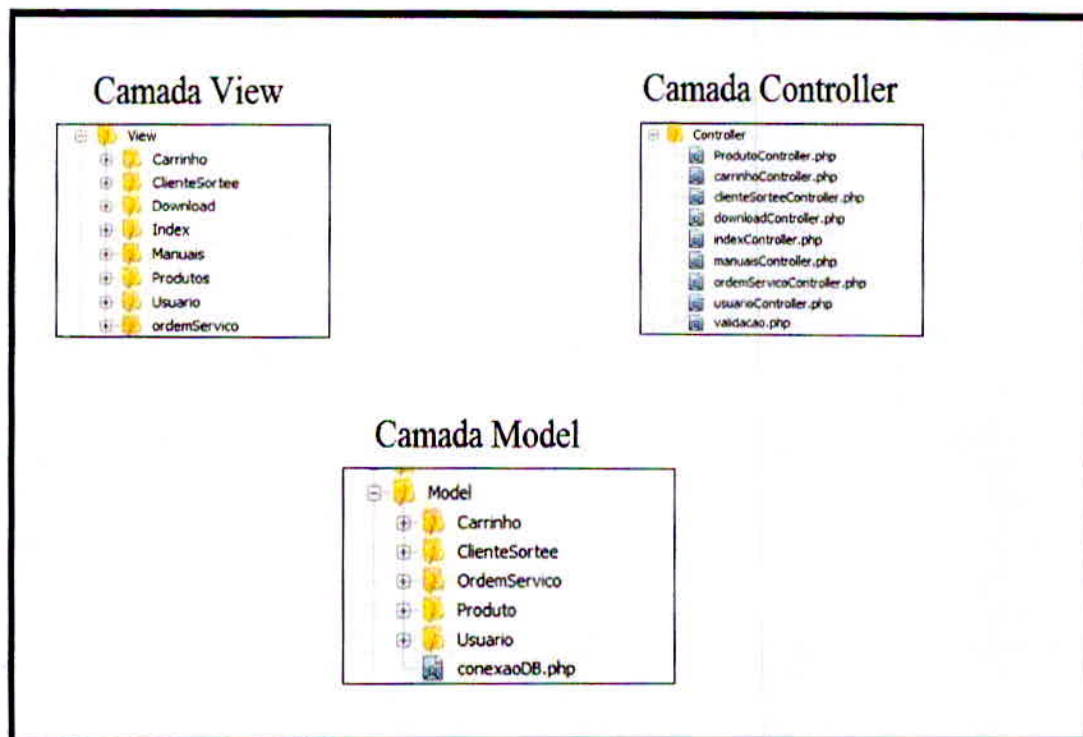 Camada View
View
Carrinho
ClienteSortee
Download
Index
Manuais
Produtos
Usuario
ordemServico
Camada Controller
Controller
ProdutoController.php
carrinhoController.php
clienteSorteeController.php
downloadController.php
indexController.php
manuaisController.php
ordemServicoController.php
usuarioController.php
validacao.php
Camada Model
Model
Carrinho
ClienteSortee
OrdemServico
Produto
Usuario
conexaoDB.php